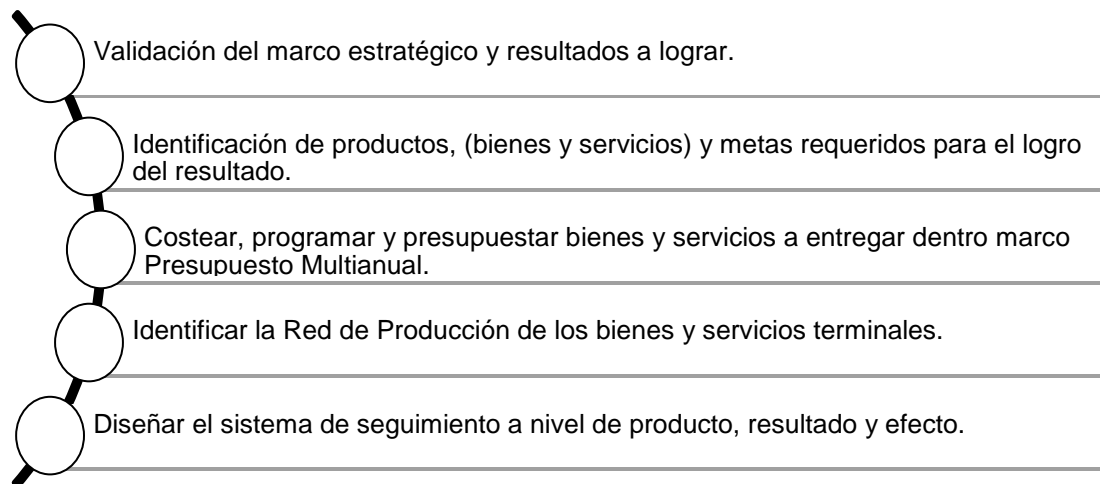 Validación del marco estratégico y resultados a lograr.
Identificación de productos, (bienes y servicios) y metas requeridos para el logro
del resultado.
Costear, programar y presupuestar bienes y servicios a entregar dentro marco
Presupuesto Multianual.
Identificar la Red de Producción de los bienes y servicios terminales.
Diseñar el sistema de seguimiento a nivel de producto, resultado y efecto.